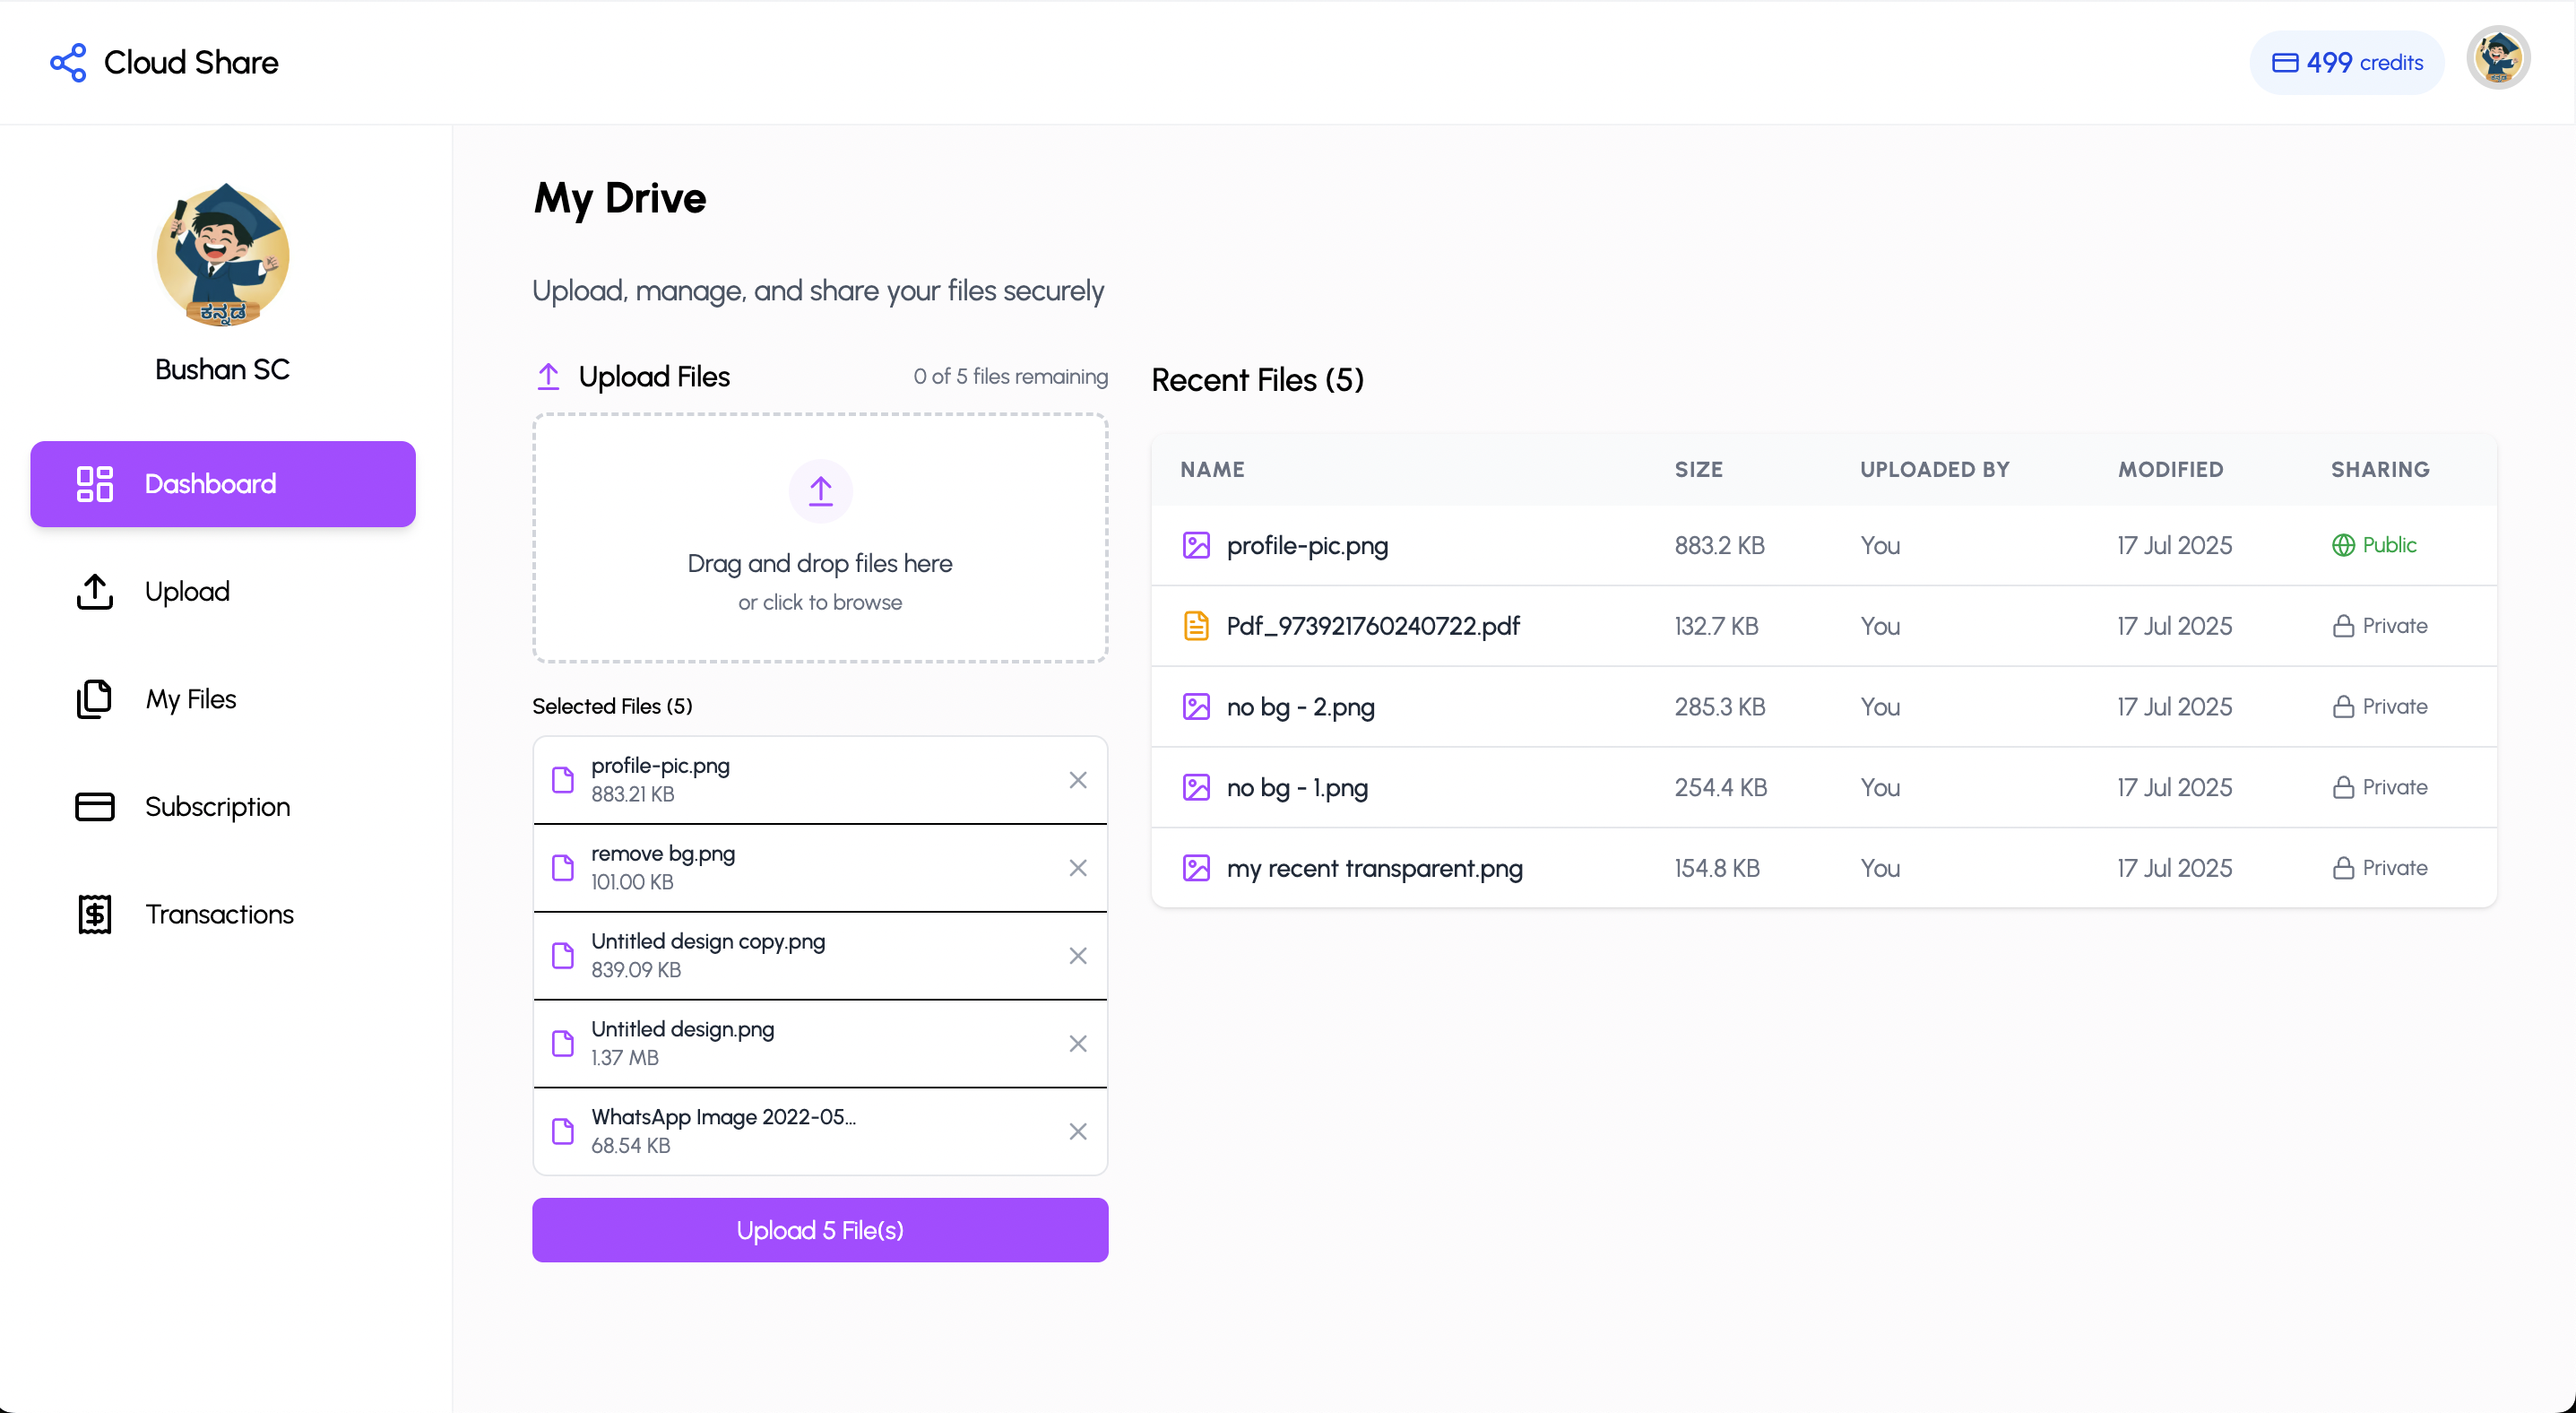 Cloud Share
499 credits
ಕನ್ನಡ
Bushan SC
Dashboard
Upload
My Files
Subscription
Transactions
My Drive
Upload, manage, and share your files securely
Upload Files
0 of 5 files remaining
Drag and drop files here
or click to browse
Selected Files (5)
profile-pic.png
883.21 KB
remove bg.png
101.00 KB
Untitled design copy.png
839.09 KB
Untitled design.png
1.37 MB
WhatsApp Image 2022-05...
68.54 KB
Upload 5 File(s)
Recent Files (5)
NAME SIZE UPLOADED BY MODIFIED SHARING
profile-pic.png 883.2 KB You 17 Jul 2025 Public
Pdf_973921760240722.pdf 132.7 KB You 17 Jul 2025 Private
no bg - 2.png 285.3 KB You 17 Jul 2025 Private
no bg - 1.png 254.4 KB You 17 Jul 2025 Private
my recent transparent.png 154.8 KB You 17 Jul 2025 Private